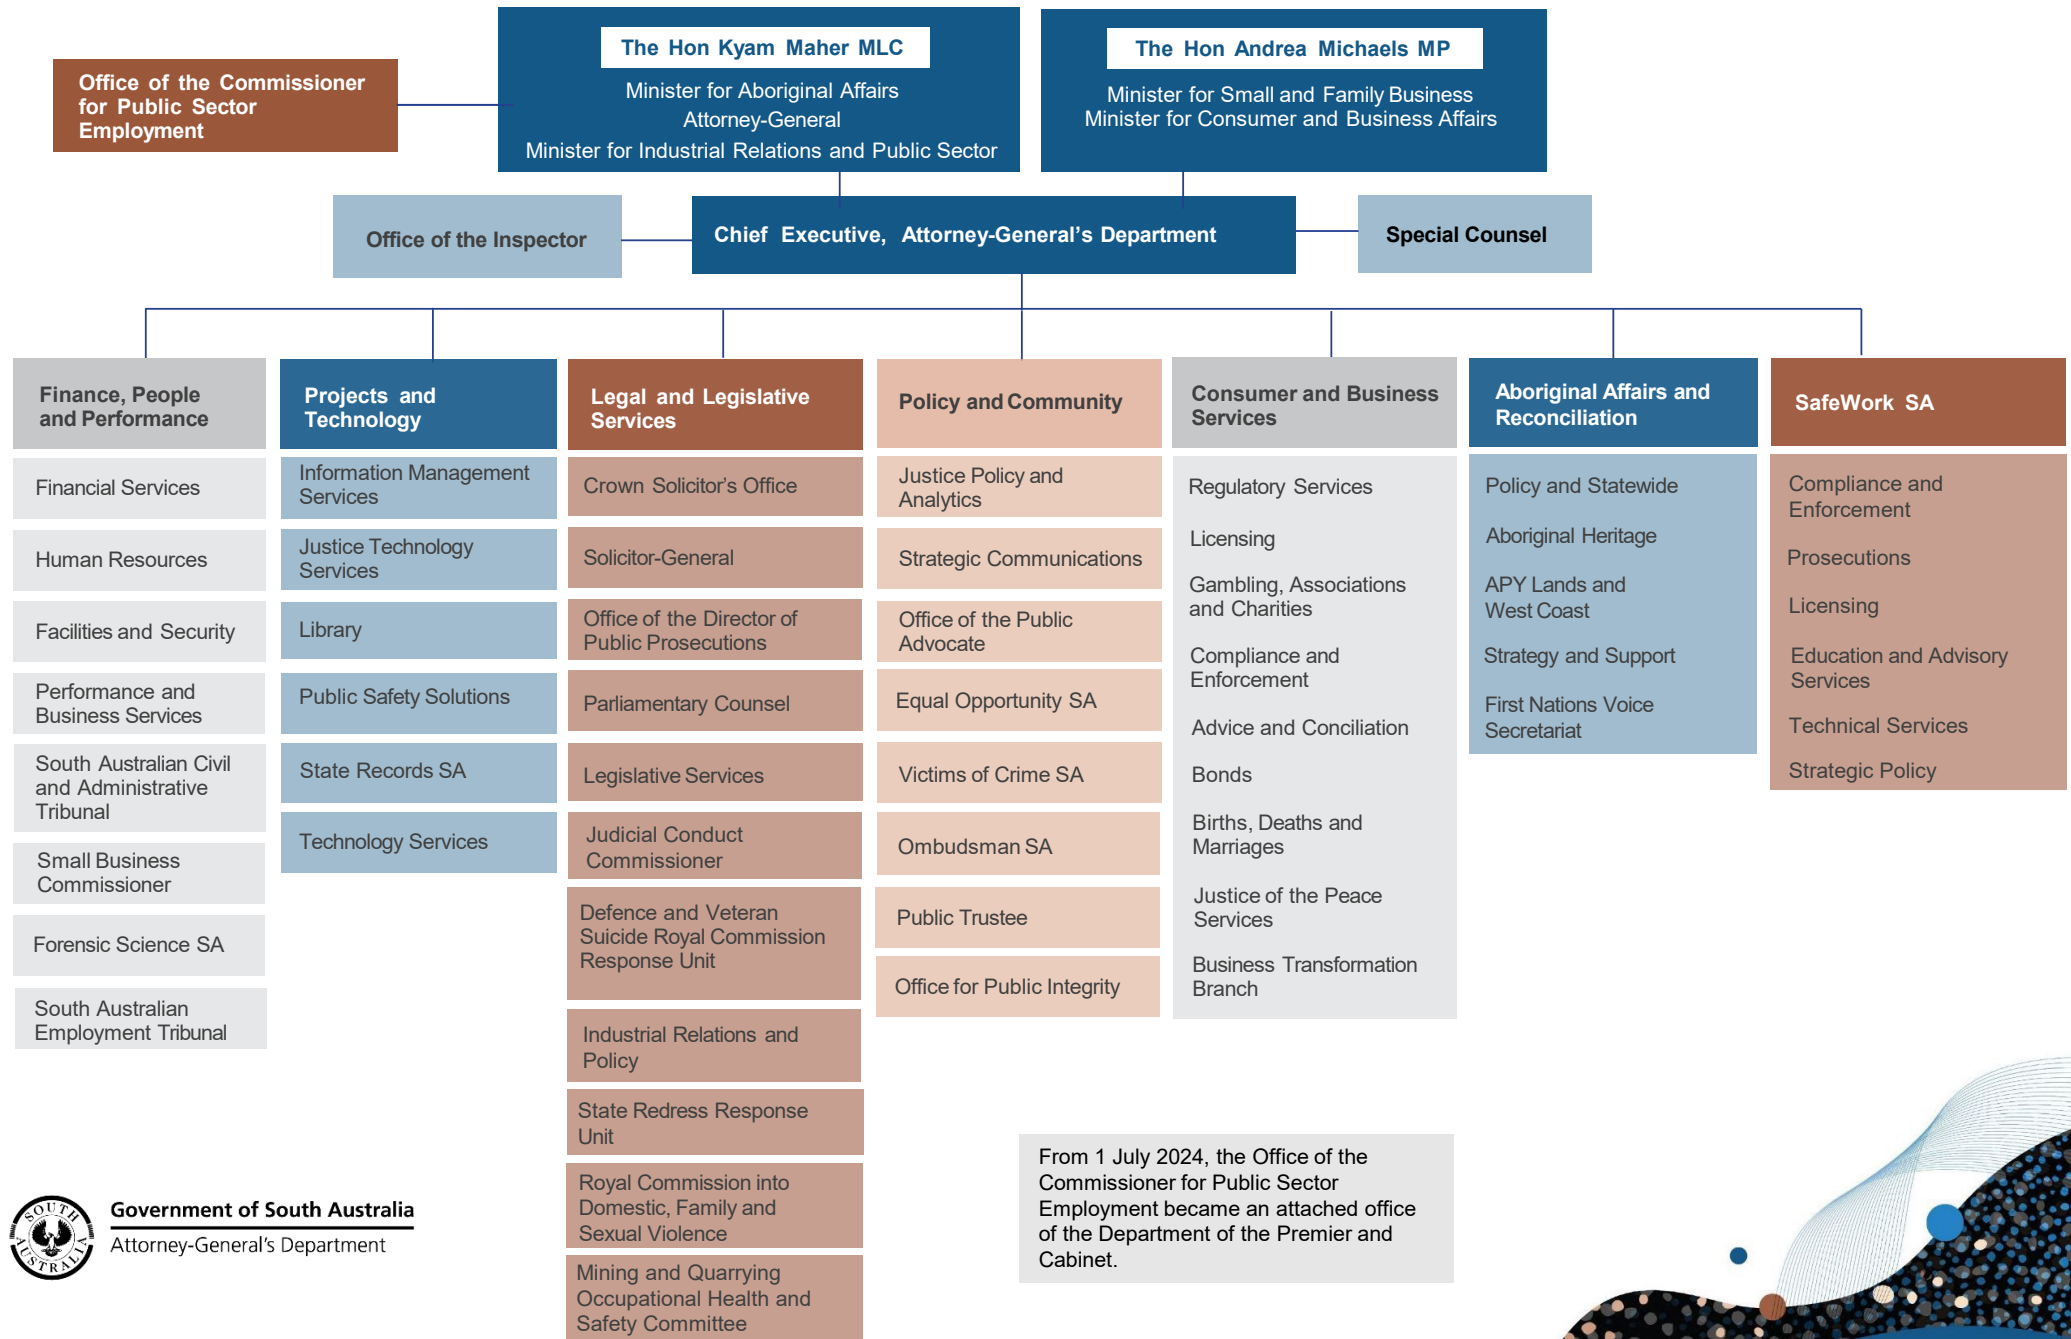 The Hon Kyam Maher MLC
Minister for Aboriginal Affairs
Attorney-General
Minister for Industrial Relations and Public Sector
The Hon Andrea Michaels MP
Minister for Small and Family Business
Minister for Consumer and Business Affairs
Office of the Commissioner
for Public Sector
Employment
Office of the Inspector
Chief Executive, Attorney-General's Department
Special Counsel
Finance, People
and Performance
Financial Services
Human Resources
Facilities and Security
Performance and
Business Services
South Australian Civil
and Administrative
Tribunal
Small Business
Commissioner
Forensic Science SA
South Australian
Employment Tribunal
Projects and
Technology
Information Management
Services
Justice Technology
Services
Library
Public Safety Solutions
State Records SA
Technology Services
Legal and Legislative
Services
Crown Solicitor's Office
Solicitor-General
Office of the Director of
Public Prosecutions
Parliamentary Counsel
Legislative Services
Judicial Conduct
Commissioner
Defence and Veteran
Suicide Royal Commission
Response Unit
Industrial Relations and
Policy
State Redress Response
Unit
Royal Commission into
Domestic, Family and
Sexual Violence
Mining and Quarrying
Occupational Health and
Safety Committee
Policy and Community
Justice Policy and
Analytics
Strategic Communications
Office of the Public
Advocate
Equal Opportunity SA
Victims of Crime SA
Ombudsman SA
Public Trustee
Office for Public Integrity
Consumer and Business
Services
Regulatory Services
Licensing
Gambling, Associations
and Charities
Compliance and
Enforcement
Advice and Conciliation
Bonds
Births, Deaths and
Marriages
Justice of the Peace
Services
Business Transformation
Branch
Aboriginal Affairs and
Reconciliation
Policy and Statewide
Aboriginal Heritage
APY Lands and
West Coast
Strategy and Support
First Nations Voice
Secretariat
SafeWork SA
Compliance and
Enforcement
Prosecutions
Licensing
Education and Advisory
Services
Technical Services
Strategic Policy
From 1 July 2024, the Office of the
Commissioner for Public Sector
Employment became an attached office
of the Department of the Premier and
Cabinet.
SOUTH
AUSTRALIA
Government of South Australia
Attorney-General's Department